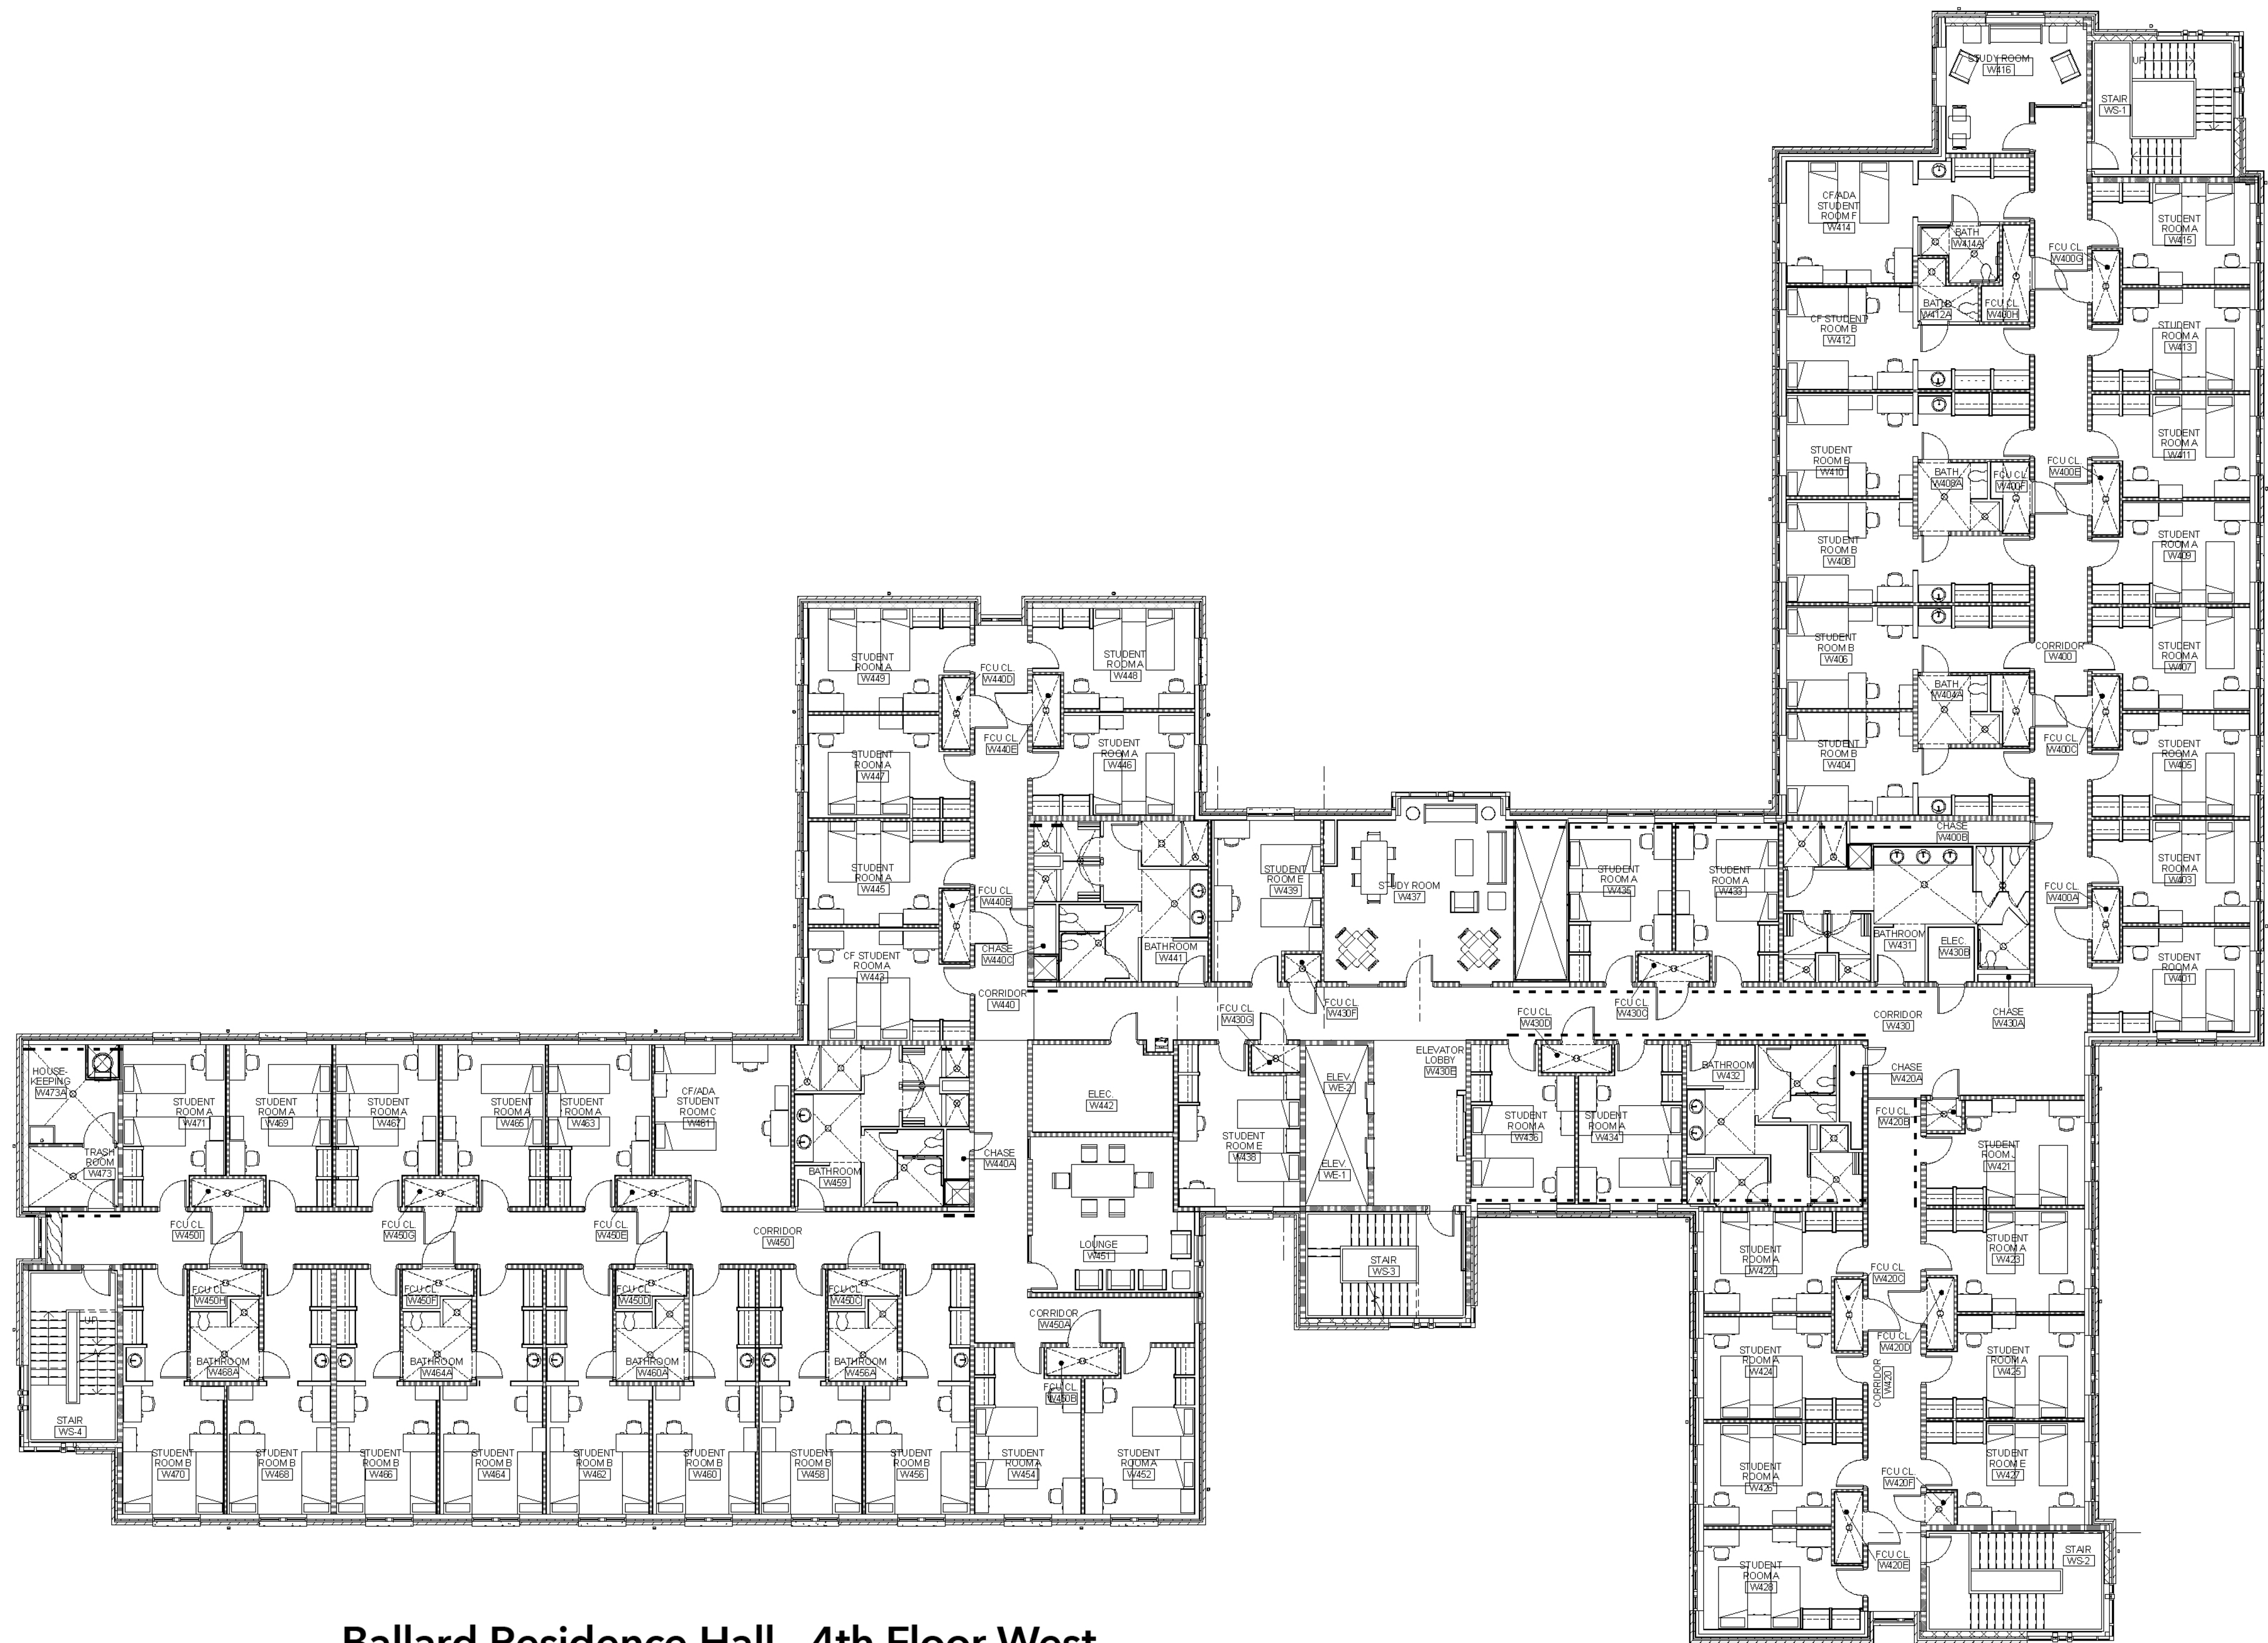 STUDY ROOM
W416
UP
STAIR
WS-1
CF/ADA
STUDENT
ROOM F
W414
BATH
W414A
FCU CL.
W400G
STUDENT
ROOM A
W415
BATH
W412A
FCU CL.
W400H
CF STUDENT
ROOM B
W412
STUDENT
ROOM A
W413
STUDENT
ROOM B
W410
BATH
W408A
FCU CL.
W400F
FCU CL.
W400E
STUDENT
ROOM A
W411
STUDENT
ROOM B
W408
STUDENT
ROOM A
W409
STUDENT
ROOM B
W406
CORRIDOR
W400
STUDENT
ROOM A
W407
BATH
W404A
STUDENT
ROOM B
W404
FCU CL.
W400C
STUDENT
ROOM A
W405
CHASE
W400B
STUDENT
ROOM A
W403
FCU CL.
W400A
STUDENT
ROOM A
W401
STUDENT
ROOM A
W449
FCU CL.
W440D
STUDENT
ROOM A
W448
STUDENT
ROOM A
W447
FCU CL.
W440E
STUDENT
ROOM A
W446
STUDENT
ROOM A
W445
FCU CL.
W440B
CHASE
W440C
BATHROOM
W441
CF STUDENT
ROOM A
W443
CORRIDOR
W440
STUDENT
ROOM E
W439
STUDY ROOM
W437
STUDENT
ROOM A
W435
STUDENT
ROOM A
W433
BATHROOM
W431
ELEC.
W430B
FCU CL.
W430G
FCU CL.
W430F
FCU CL.
W430D
FCU CL.
W430C
CORRIDOR
W430
CHASE
W430A
HOUSE-
KEEPING
W473A
TRASH
ROOM
W473
STUDENT
ROOM A
W471
STUDENT
ROOM A
W469
STUDENT
ROOM A
W467
STUDENT
ROOM A
W465
STUDENT
ROOM A
W463
CF/ADA
STUDENT
ROOM C
W461
BATHROOM
W459
CHASE
W440A
ELEC.
W442
STUDENT
ROOM E
W438
ELEV.
WE-2
ELEV.
WE-1
ELEVATOR
LOBBY
W430E
STUDENT
ROOM A
W436
STUDENT
ROOM A
W434
BATHROOM
W432
CHASE
W420A
FCU CL.
W420B
STUDENT
ROOM J
W421
FCU CL.
W450I
FCU CL.
W450G
FCU CL.
W450E
CORRIDOR
W450
LOUNGE
W451
STAIR
WS-3
STUDENT
ROOM A
W422
STUDENT
ROOM A
W423
FCU CL.
W420C
FCU CL.
W450H
FCU CL.
W450F
FCU CL.
W450D
FCU CL.
W450C
CORRIDOR
W450A
UP
BATHROOM
W468A
BATHROOM
W464A
BATHROOM
W460A
BATHROOM
W456A
FCU CL.
W450B
STUDENT
ROOM A
W424
FCU CL.
W420D
CORRIDOR
W420
STUDENT
ROOM A
W425
STAIR
WS-4
STUDENT
ROOM B
W470
STUDENT
ROOM B
W468
STUDENT
ROOM B
W466
STUDENT
ROOM B
W464
STUDENT
ROOM B
W462
STUDENT
ROOM B
W460
STUDENT
ROOM B
W458
STUDENT
ROOM B
W456
STUDENT
ROOM A
W454
STUDENT
ROOM A
W452
STUDENT
ROOM A
W426
FCU CL.
W420F
STUDENT
ROOM E
W427
STUDENT
ROOM A
W428
FCU CL.
W420E
STAIR
WS-2
Ballard Residence Hall - 4th Floor West